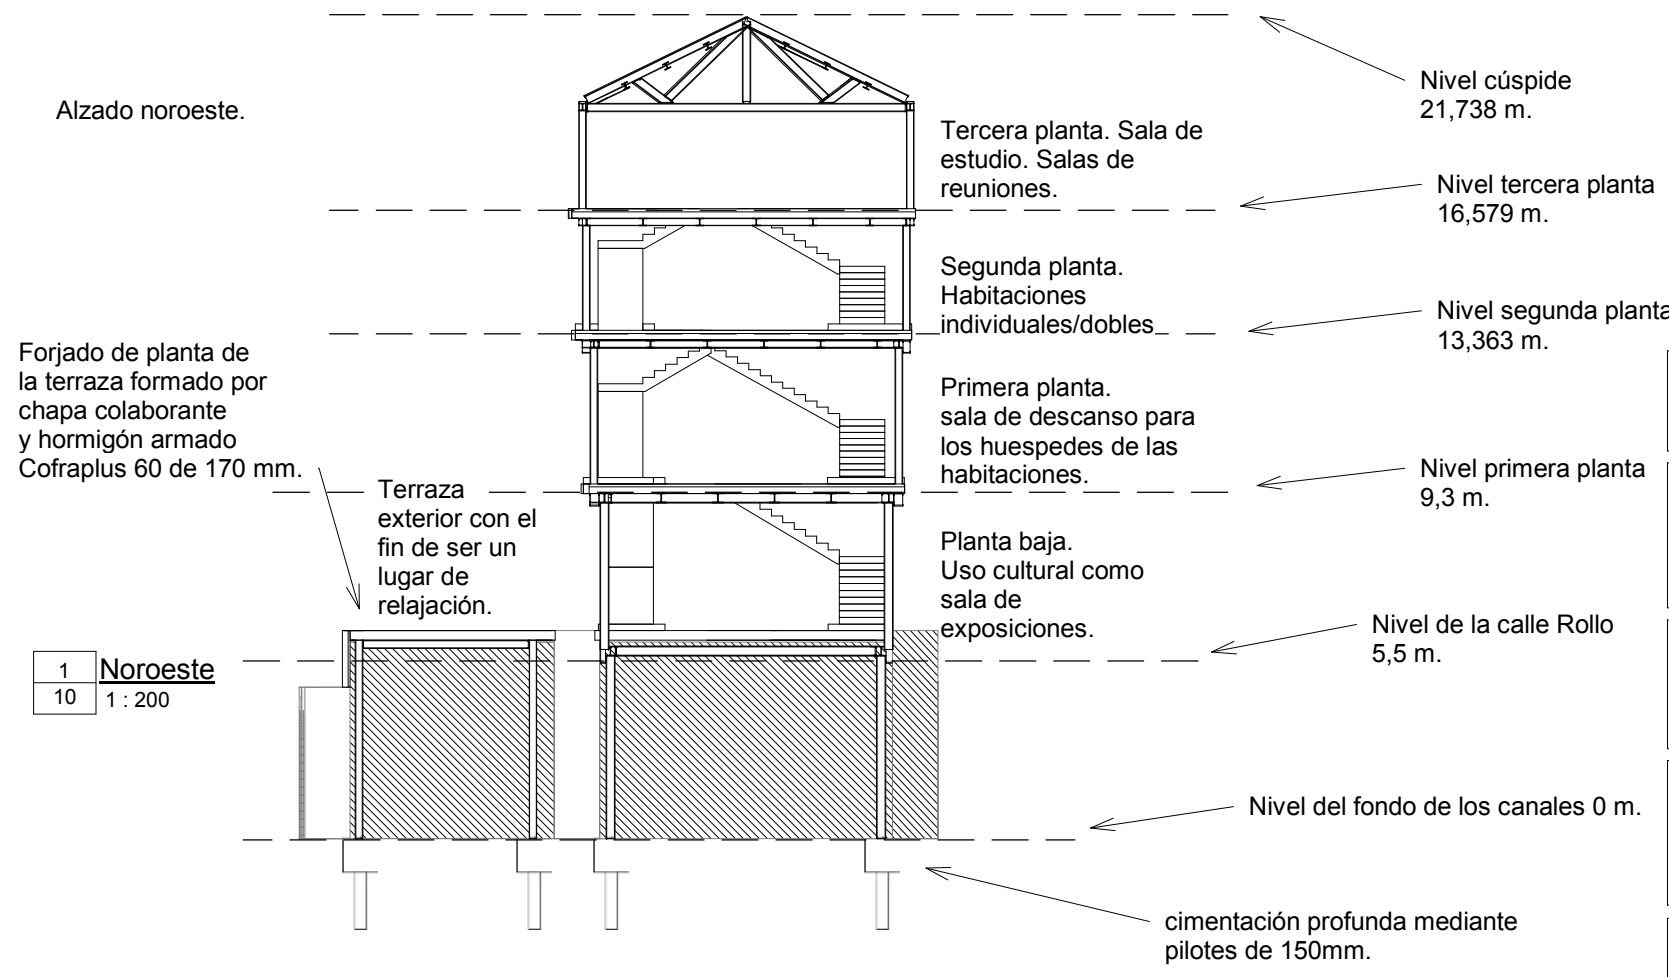 Alzado noroeste.
Nivel cúspide
21,738 m.
Tercera planta. Sala de
estudio. Salas de
reuniones.
Nivel tercera planta
16,579 m.
Segunda planta.
Habitaciones
individuales/dobles
Nivel segunda planta
13,363 m.
Forjado de planta de
la terraza formado por
chapa colaborante
y hormigón armado
Cofraplus 60 de 170 mm.
Primera planta.
sala de descanso para
los huespedes de las
habitaciones.
Nivel primera planta
9,3 m.
Terraza
exterior con el
fin de ser un
lugar de
relajación.
Planta baja.
Uso cultural como
sala de
exposiciones.
Nivel de la calle Rollo
5,5 m.
1 Noroeste
10 1 : 200
Nivel del fondo de los canales 0 m.
cimentación profunda mediante
pilotes de 150mm.